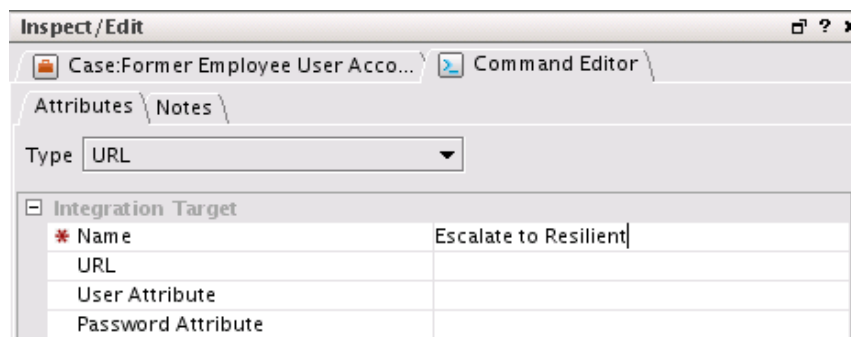 Inspect/Edit ?
Case:Former Employee User Acco... Command Editor
Attributes Notes
Type URL
Integration Target
* Name Escalate to Resilient
URL
User Attribute
Password Attribute